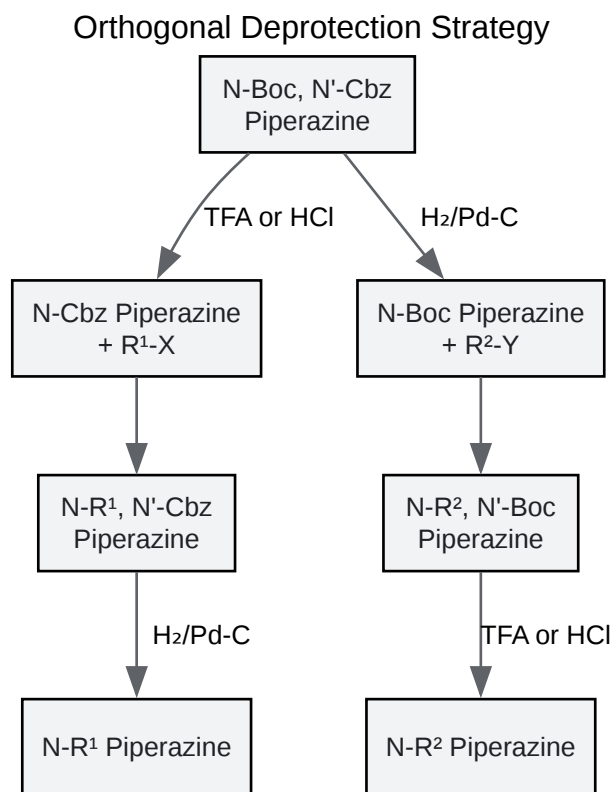 Orthogonal Deprotection Strategy
N-Boc, N'-Cbz
Piperazine
TFA or HCl
H₂/Pd-C
N-Cbz Piperazine
+ R¹-X
N-Boc Piperazine
+ R²-Y
N-R¹, N'-Cbz
Piperazine
N-R², N'-Boc
Piperazine
H₂/Pd-C
TFA or HCl
N-R¹ Piperazine
N-R² Piperazine